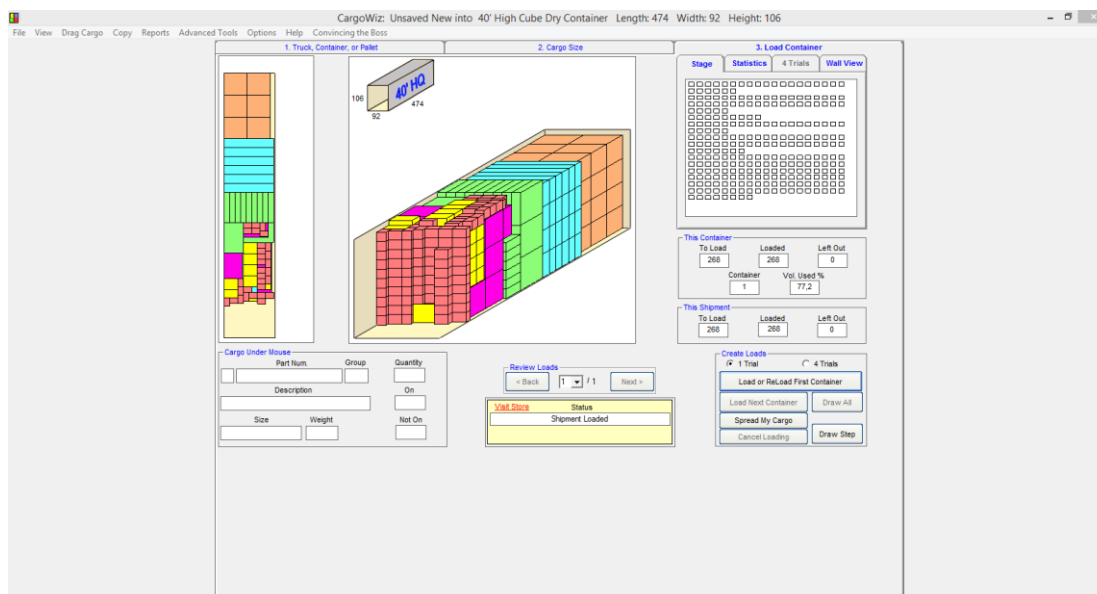 CargoWiz: Unsaved New into 40' High Cube Dry Container Length: 474 Width: 92 Height: 106
File View Drag Cargo Copy Reports Advanced Tools Options Help Convincing the Boss
1. Truck, Container, or Pallet
2. Cargo Size
3. Load Container
Stage
Statistics
4 Trials
Wall View
40' HQ
106
92
474
This Container
To Load Loaded Left Out
268 268 0
Container Vol. Used %
1 77,2
This Shipment
To Load Loaded Left Out
268 268 0
Cargo Under Mouse
Part Num. Group Quantity
Description On
Size Weight Not On
Review Loads
< Back 1 / 1 Next >
Visit Store Status
Shipment Loaded
Create Loads
1 Trial 4 Trials
Load or ReLoad First Container
Load Next Container Draw All
Spread My Cargo
Cancel Loading Draw Step